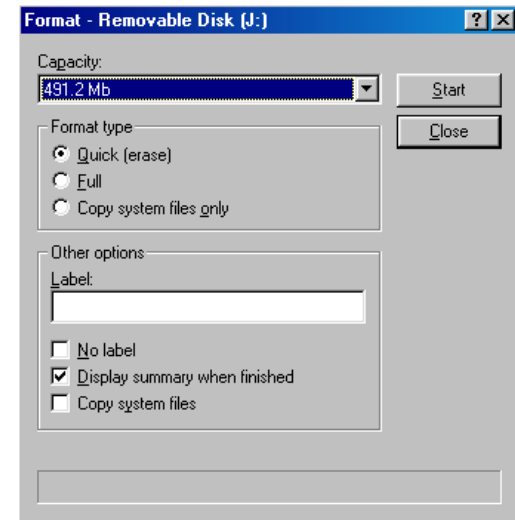 Format - Removable Disk (J:)
Capacity:
491.2 Mb
Start
Format type
Close
Quick (erase)
Full
Copy system files only
Other options
Label:
No label
Display summary when finished
Copy system files